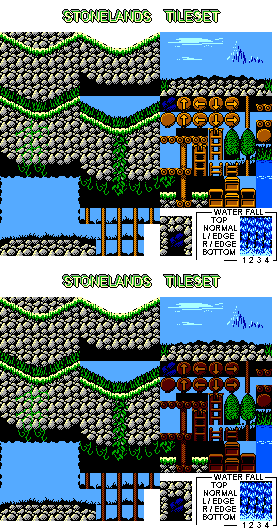 STONELANDS TILESET
WATER FALL
TOP
NORMAL
L / EDGE
R / EDGE
BOTTOM
1 2 3 4
STONELANDS TILESET
WATER FALL
TOP
NORMAL
L / EDGE
R / EDGE
BOTTOM
1 2 3 4